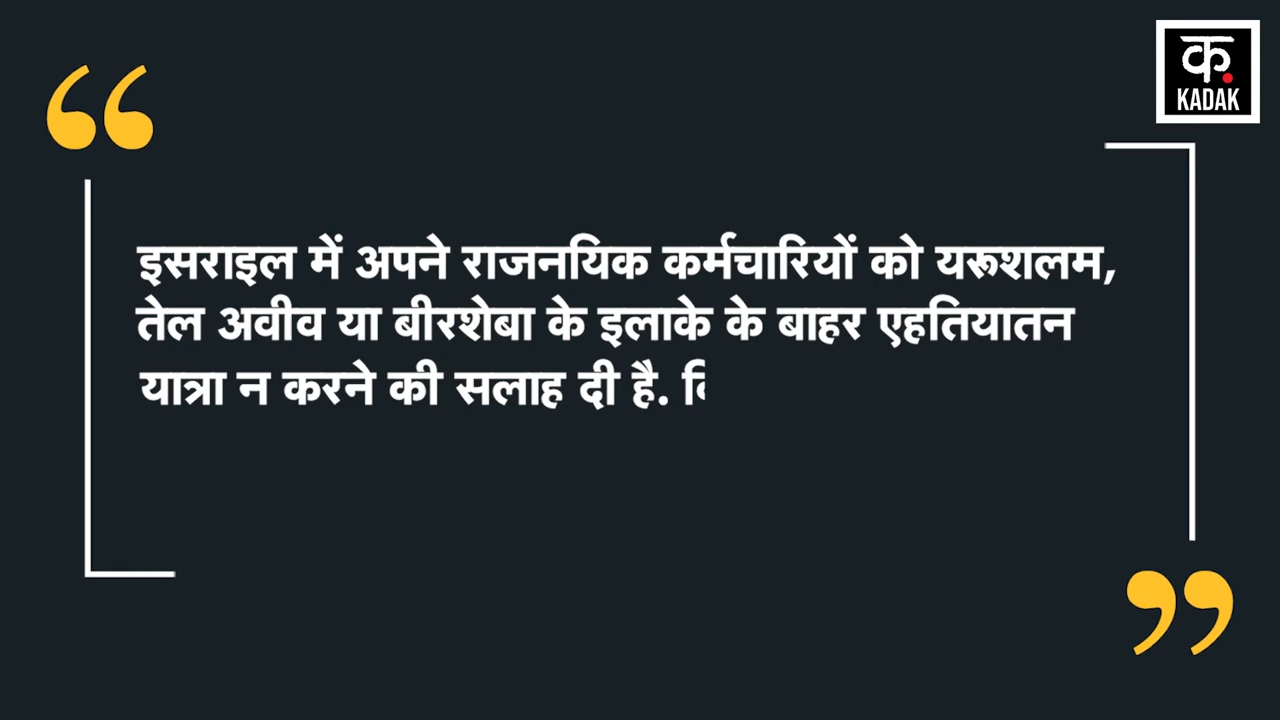 क.
KADAK
इसराइल में अपने राजनयिक कर्मचारियों को यरूशलम,
तेल अवीव या बीरशेबा के इलाके के बाहर एहतियातन
यात्रा न करने की सलाह दी है.